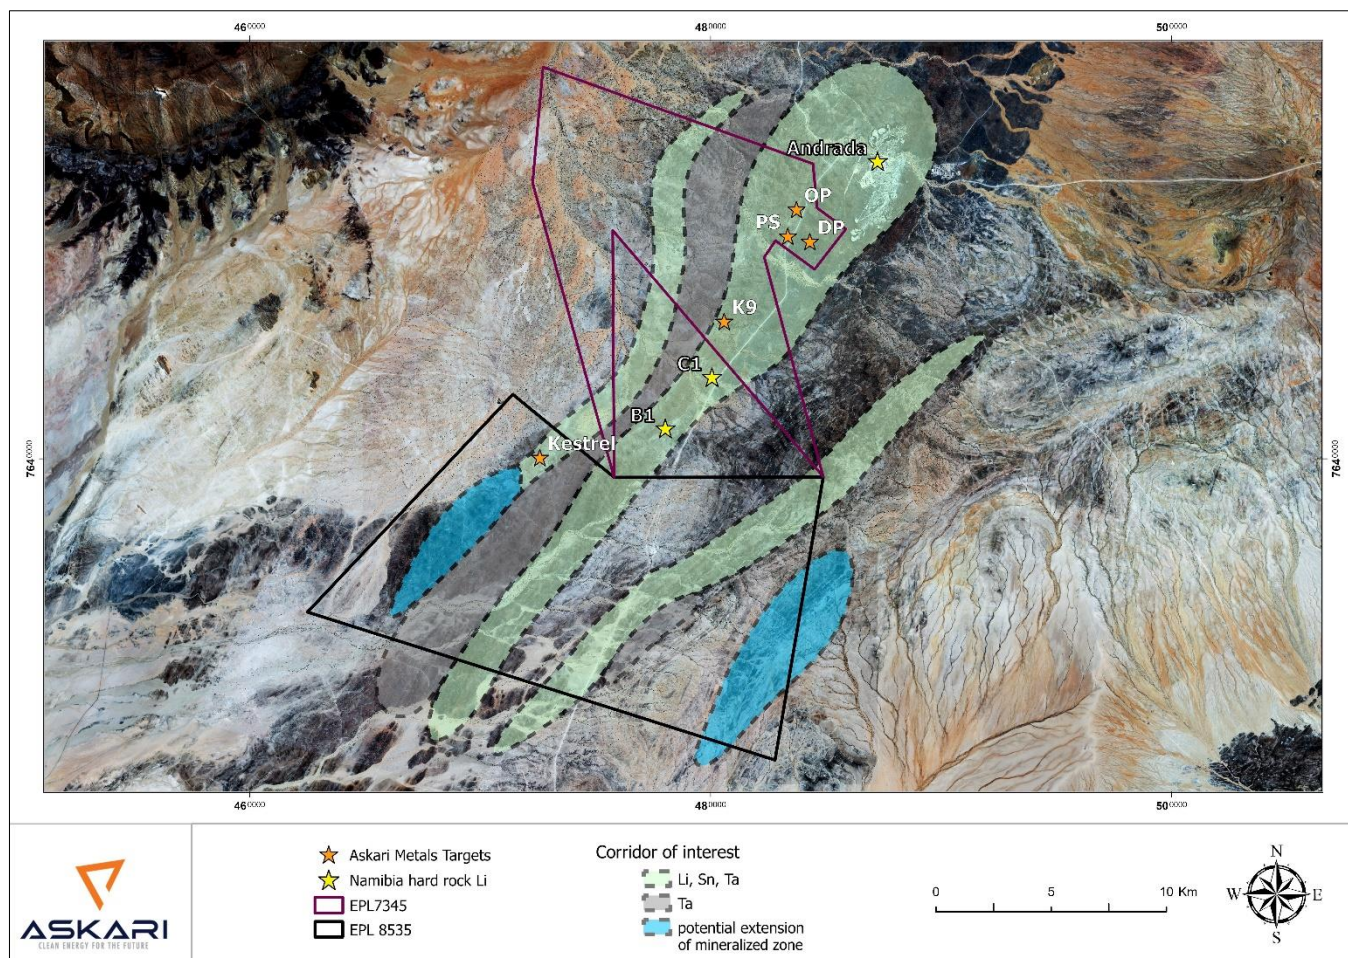 460000
480000
500000
Andrada
OP
PS
DP
K9
C1
B1
Kestrel
7640000
7640000
460000
480000
500000
Askari Metals Targets
Namibia hard rock Li
EPL7345
EPL 8535
Corridor of interest
Li, Sn, Ta
Ta
potential extension
of mineralized zone
0 5 10 Km
N
W E
S
ASKARI
CLEAN ENERGY FOR THE FUTURE